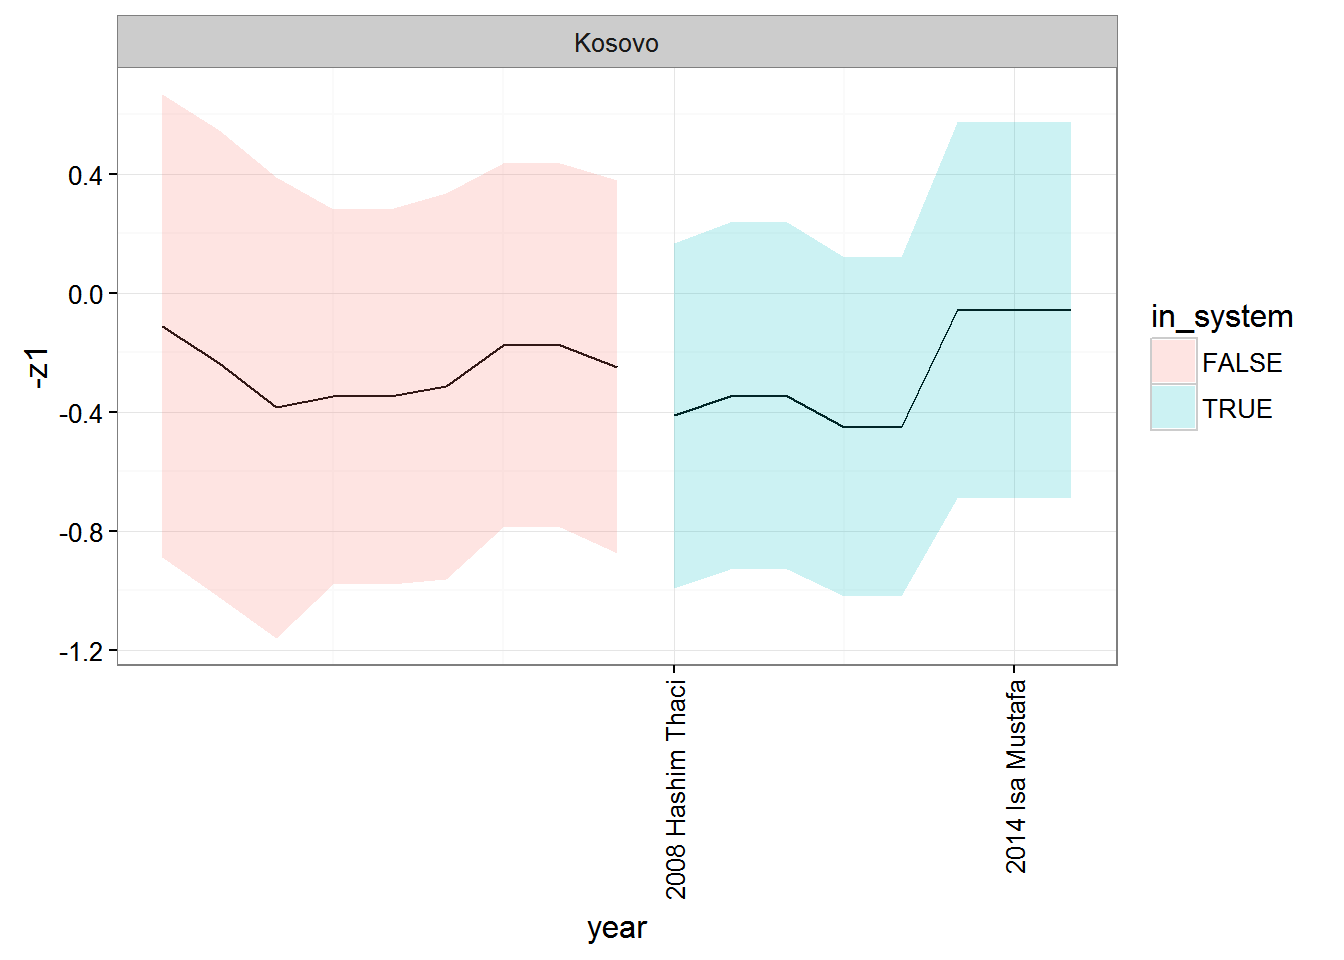 Kosovo
0.4
0.0
-0.4
-0.8
-1.2
-z1
2008 Hashim Thaci
2014 Isa Mustafa
year
in_system
FALSE
TRUE